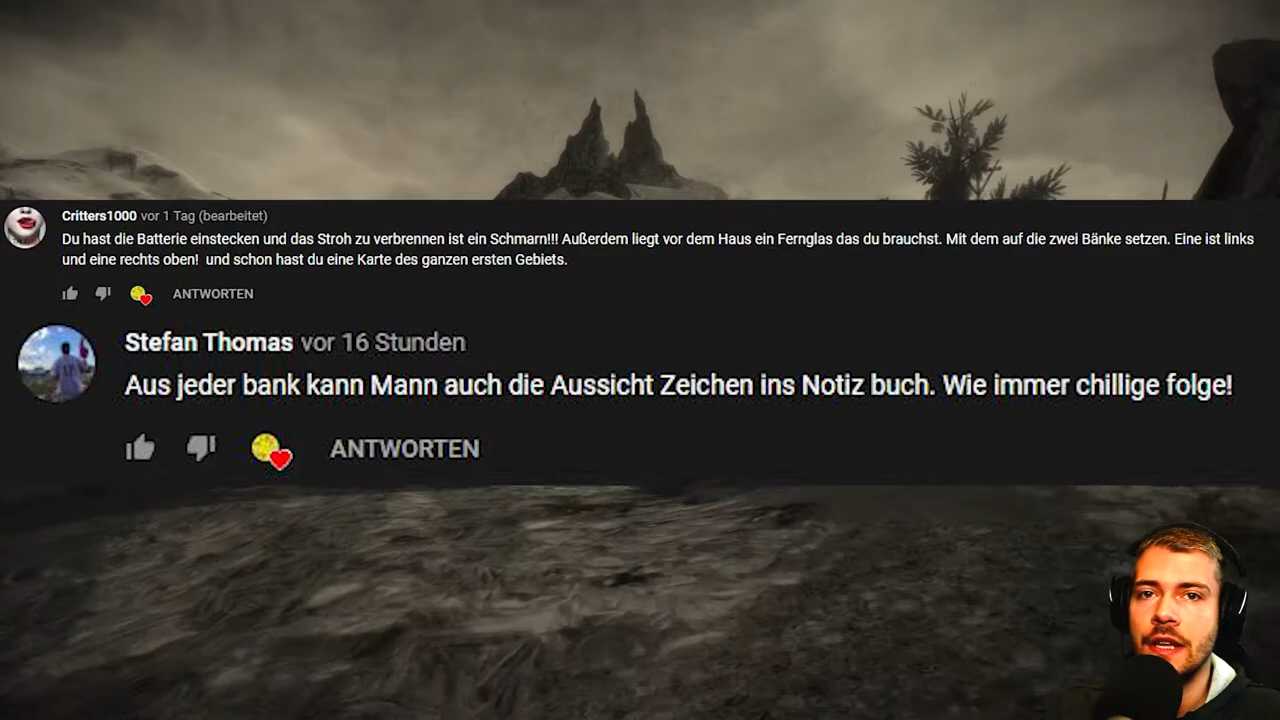 Critters1000 vor 1 Tag (bearbeitet)
Du hast die Batterie einstecken und das Stroh zu verbrennen ist ein Schmarn!!! Außerdem liegt vor dem Haus ein Fernglas das du brauchst. Mit dem auf die zwei Bänke setzen. Eine ist links
und eine rechts oben!  und schon hast du eine Karte des ganzen ersten Gebiets.
ANTWORTEN
Stefan Thomas vor 16 Stunden
Aus jeder bank kann Mann auch die Aussicht Zeichen ins Notiz buch. Wie immer chillige folge!
ANTWORTEN